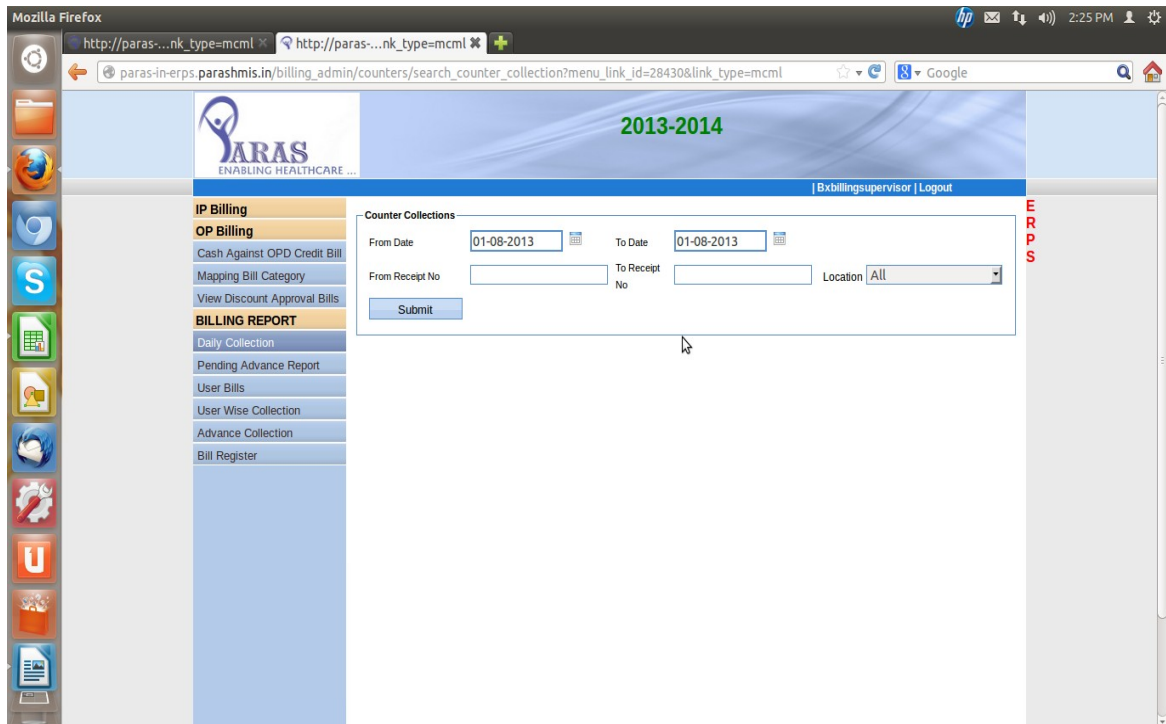 Mozilla Firefox
hp
2:25 PM
http://paras-...nk_type=mcml
http://paras-...nk_type=mcml
paras-in-erps.parashmis.in/billing_admin/counters/search_counter_collection?menu_link_id=28430&link_type=mcml
8
Google
PARAS
ENABLING HEALTHCARE ...
2013-2014
| Bxbillingsupervisor | Logout
E
R
P
S
IP Billing
OP Billing
Cash Against OPD Credit Bill
Mapping Bill Category
View Discount Approval Bills
BILLING REPORT
Daily Collection
Pending Advance Report
User Bills
User Wise Collection
Advance Collection
Bill Register
Counter Collections
From Date 01-08-2013 To Date 01-08-2013
From Receipt No To Receipt No Location All
Submit